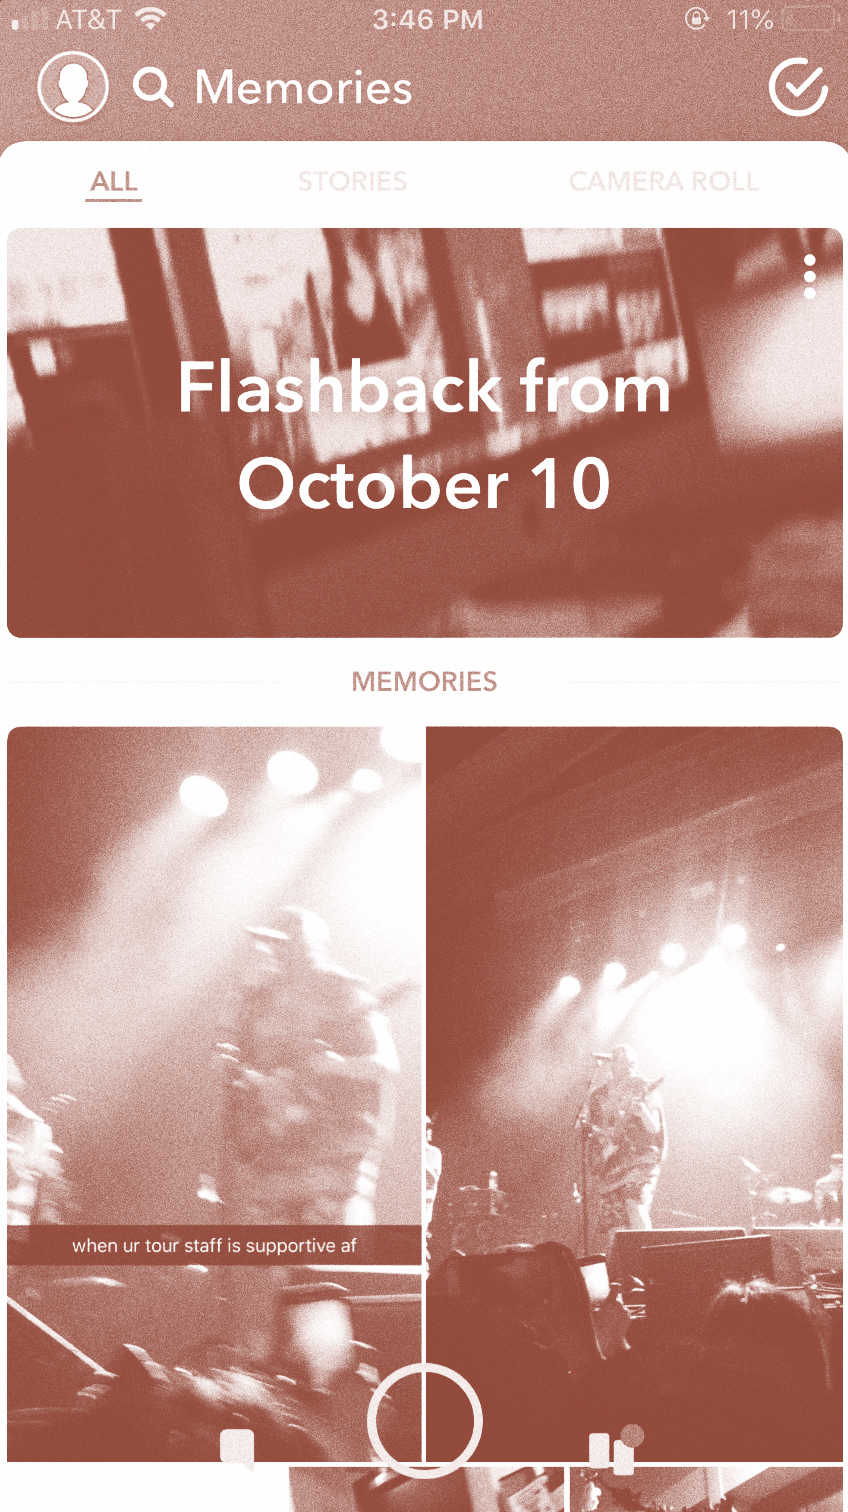 AT&T 3:46 PM 11%
Memories
ALL STORIES CAMERA ROLL
Flashback from
October 10
MEMORIES
when ur tour staff is supportive af